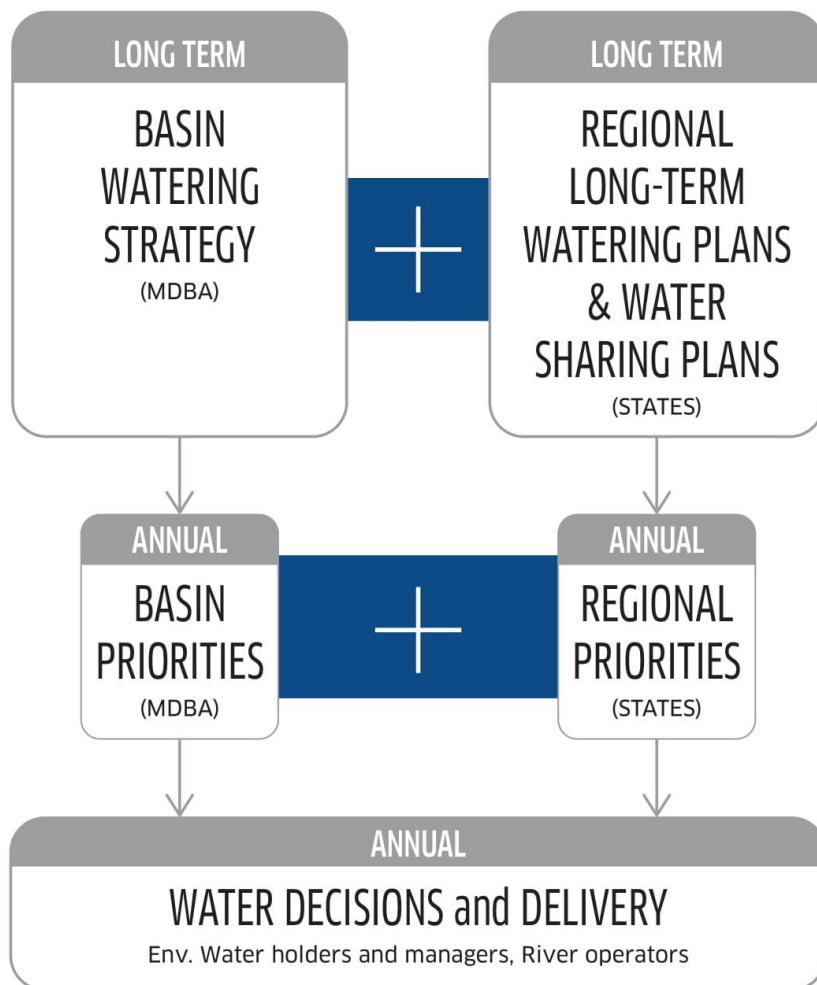 LONG TERM
BASIN
WATERING
STRATEGY
(MDBA)
LONG TERM
REGIONAL
LONG-TERM
WATERING PLANS
& WATER
SHARING PLANS
(STATES)
ANNUAL
BASIN
PRIORITIES
(MDBA)
ANNUAL
REGIONAL
PRIORITIES
(STATES)
ANNUAL
WATER DECISIONS and DELIVERY
Env. Water holders and managers, River operators